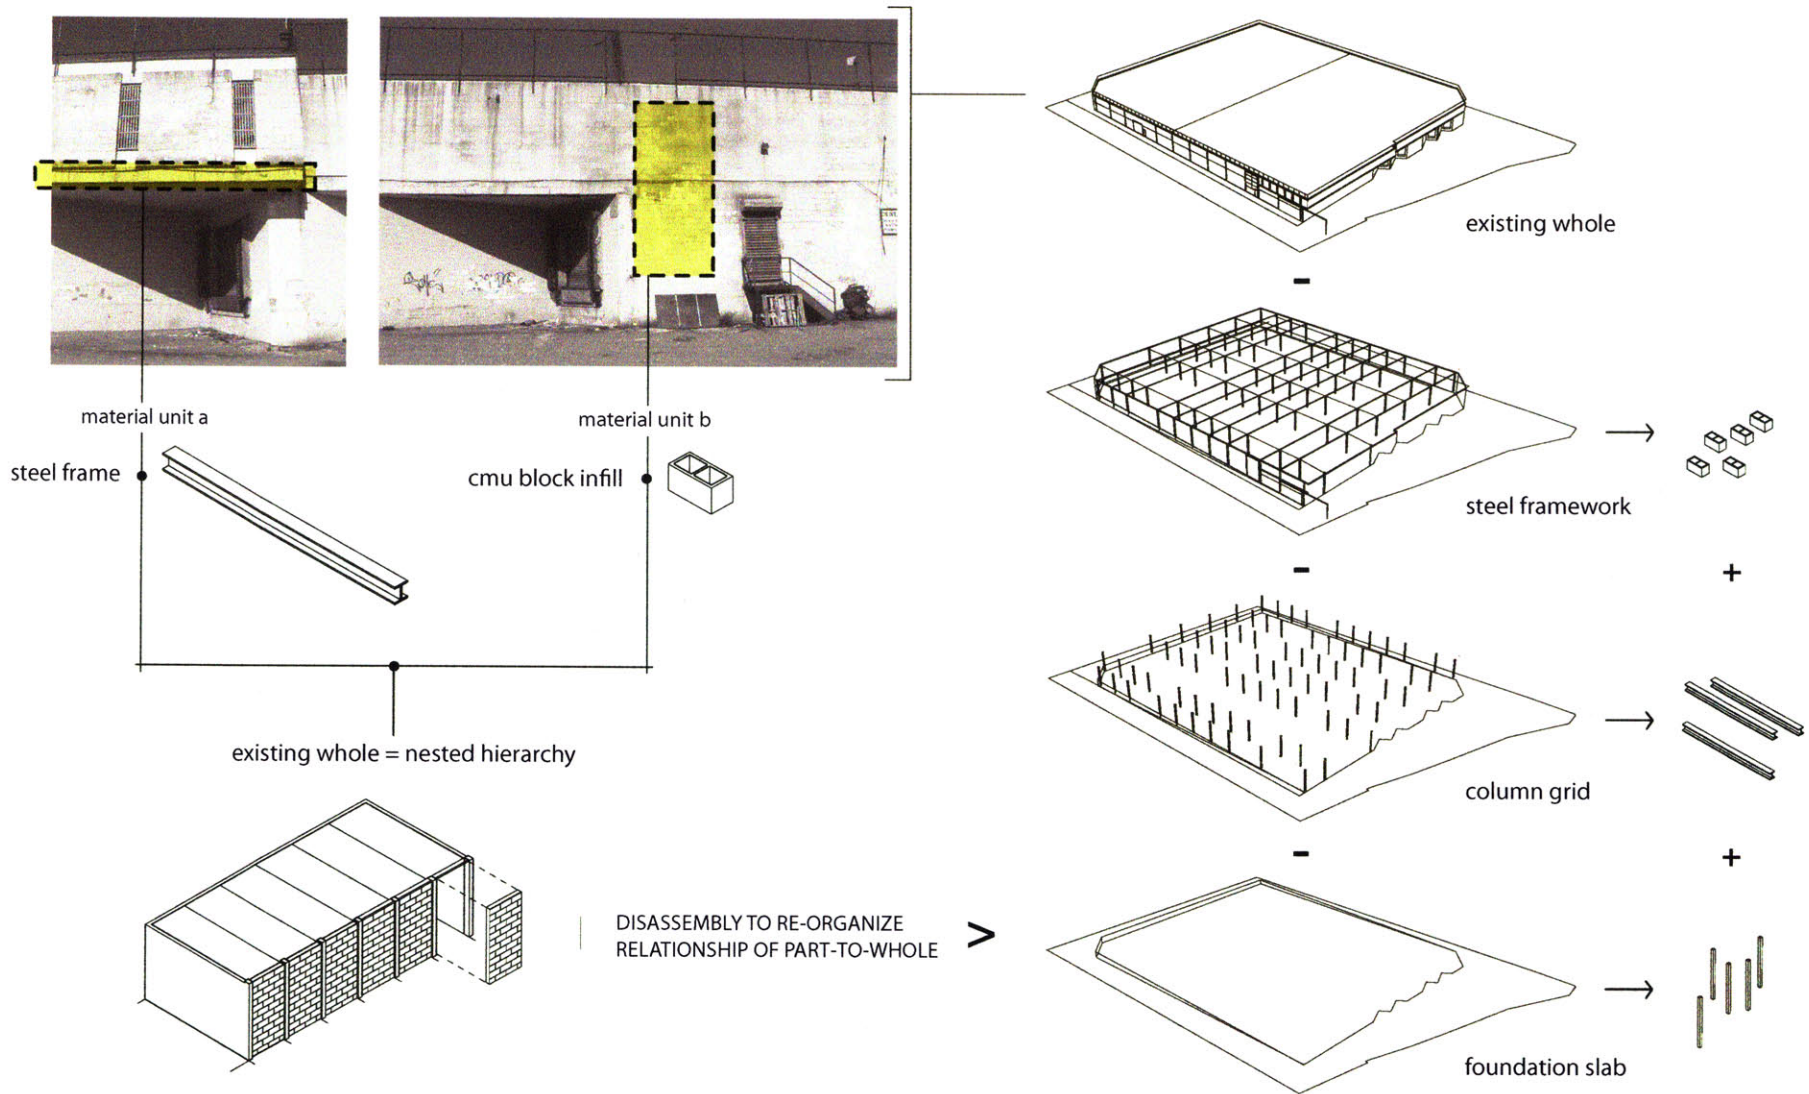 material unit a
steel frame
material unit b
cmu block infill
existing whole = nested hierarchy
DISASSEMBLY TO RE-ORGANIZE
RELATIONSHIP OF PART-TO-WHOLE
>
existing whole
-
steel framework
-
+
column grid
-
+
foundation slab